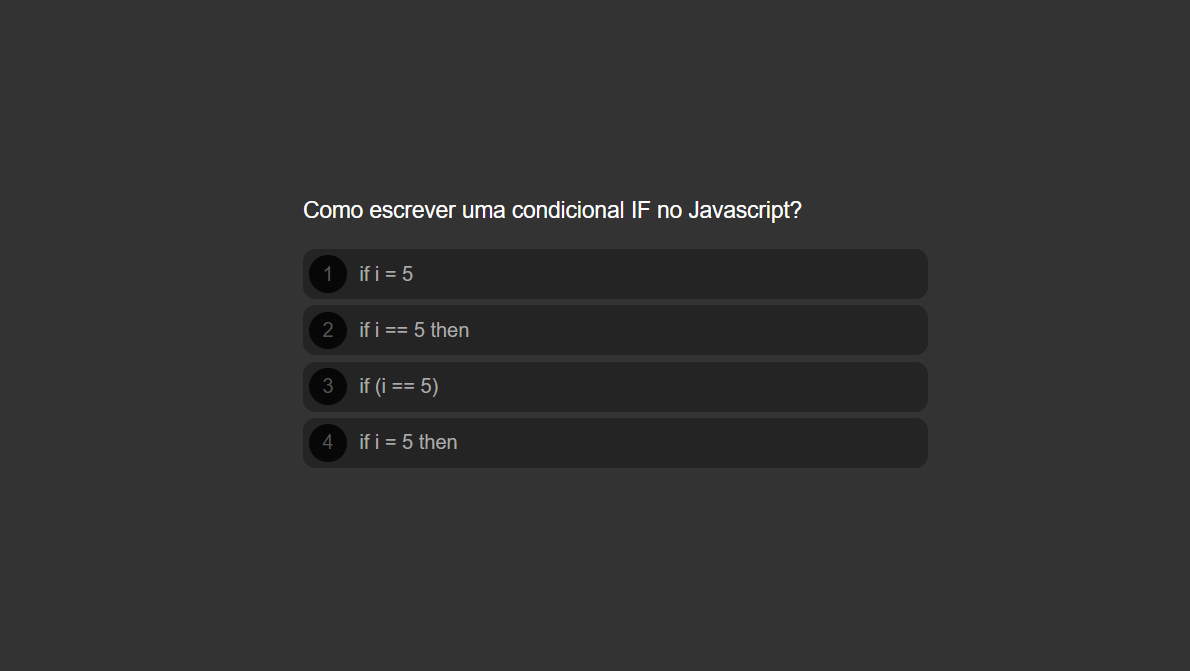 Como escrever uma condicional IF no Javascript?
1 if i = 5
2 if i == 5 then
3 if (i == 5)
4 if i = 5 then